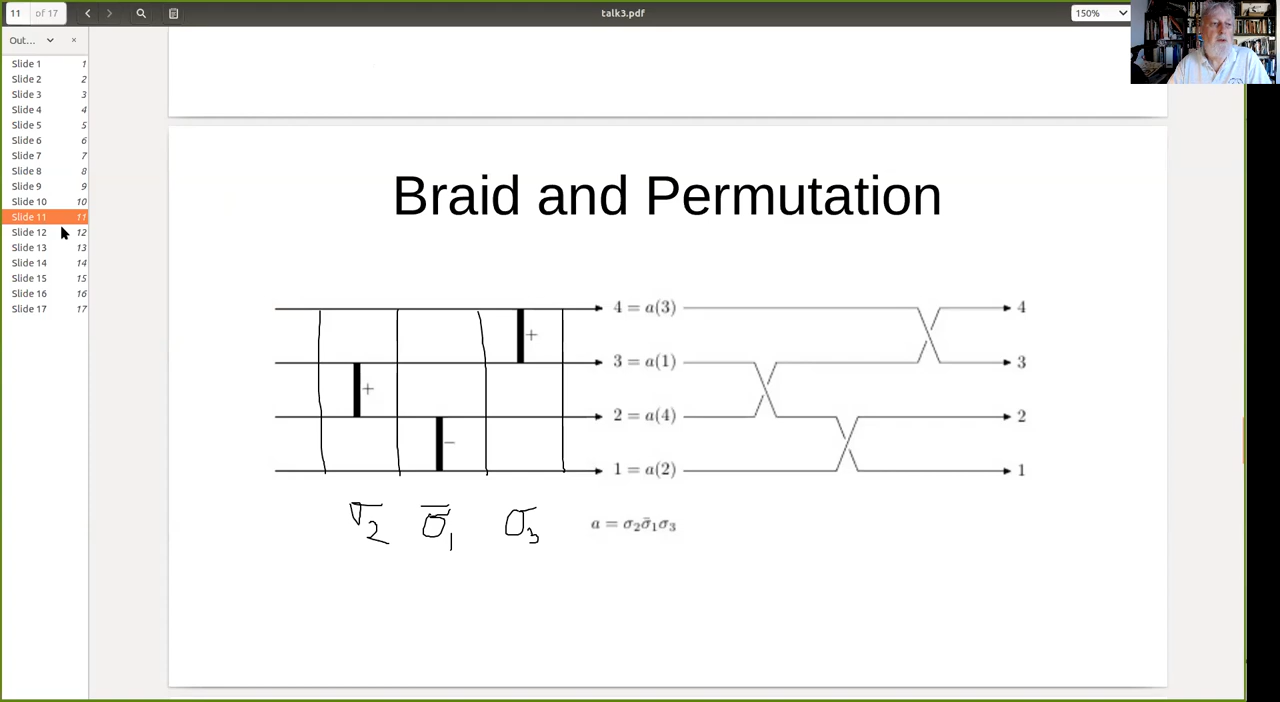 11 of 17
talk3.pdf
150%
Out...
Slide 1 1
Slide 2 2
Slide 3 3
Slide 4 4
Slide 5 5
Slide 6 6
Slide 7 7
Slide 8 8
Slide 9 9
Slide 10 10
Slide 11 11
Slide 12 12
Slide 13 13
Slide 14 14
Slide 15 15
Slide 16 16
Slide 17 17
Braid and Permutation
+ 4 = a(3) 4
+ 3 = a(1) 3
− 2 = a(4) 2
1 = a(2) 1
σ₂ σ̄₁ σ₃
a = σ₂σ̄₁σ₃